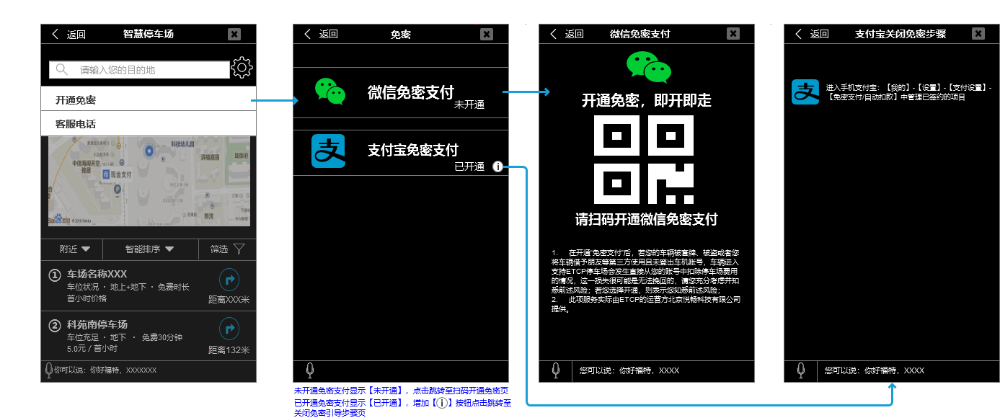 返回 智慧停车场
请输入您的目的地
开通免密
客服电话
科技幼儿园
滨福庭园
中信海阔天空
雅居
现金支付
熙湾
附近 智能排序 筛选
1 车场名称XXX
车位状况 · 地上+地下 · 免费时长
首小时价格
距离XXX米
2 科苑南停车场
车位充足 · 地下 · 免费30分钟
5.0元 / 首小时
距离132米
你可以说：你好福特，XXXXXXX
返回 免密
微信免密支付
未开通
支付宝免密支付
已开通
未开通免密支付显示【未开通】，点击跳转至扫码开通免密页
已开通免密支付显示【已开通】，增加【i】按钮点击跳转至
关闭免密引导步骤页
返回 微信免密支付
开通免密，即开即走
请扫码开通微信免密支付
1. 在开通“免密支付”后，若您的车辆被套牌、被盗或者您
将车辆借予朋友等第三方使用且未登出车机账号，车辆进入
支持ETCP停车场会发生直接从您的账号中扣除停车场费用
的情况，这一损失很可能是无法挽回的，请您充分考虑并知
悉前述风险；若您选择开通，则表示您知悉前述风险；
2. 此项服务实际由ETCP的运营方北京悦畅科技有限公司
提供。
您可以说：你好福特，XXXX
返回 支付宝关闭免密步骤
支
进入手机支付宝：【我的】-【设置】-【支付设置】-
【免密支付/自动扣款】中管理已签约的项目
您可以说：你好福特，XXXX